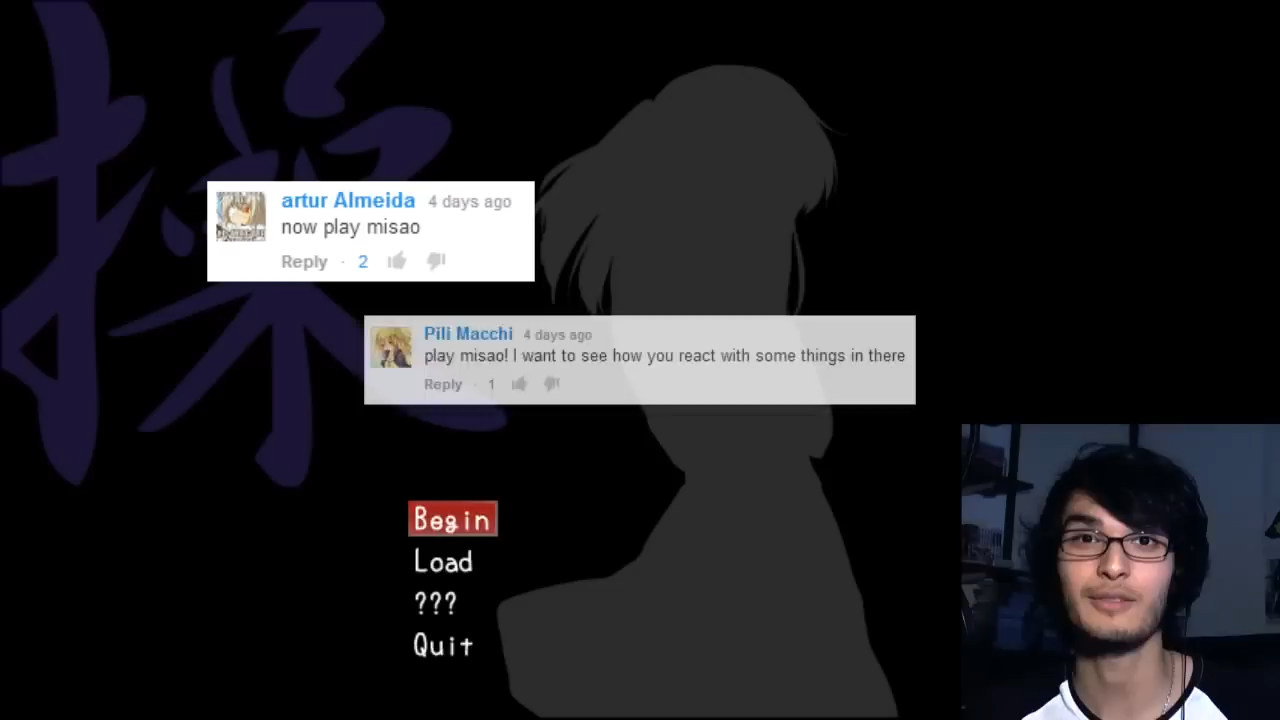 操
artur Almeida 4 days ago
now play misao
Reply · 2
Pili Macchi 4 days ago
play misao! I want to see how you react with some things in there
Reply · 1
Begin
Load
???
Quit